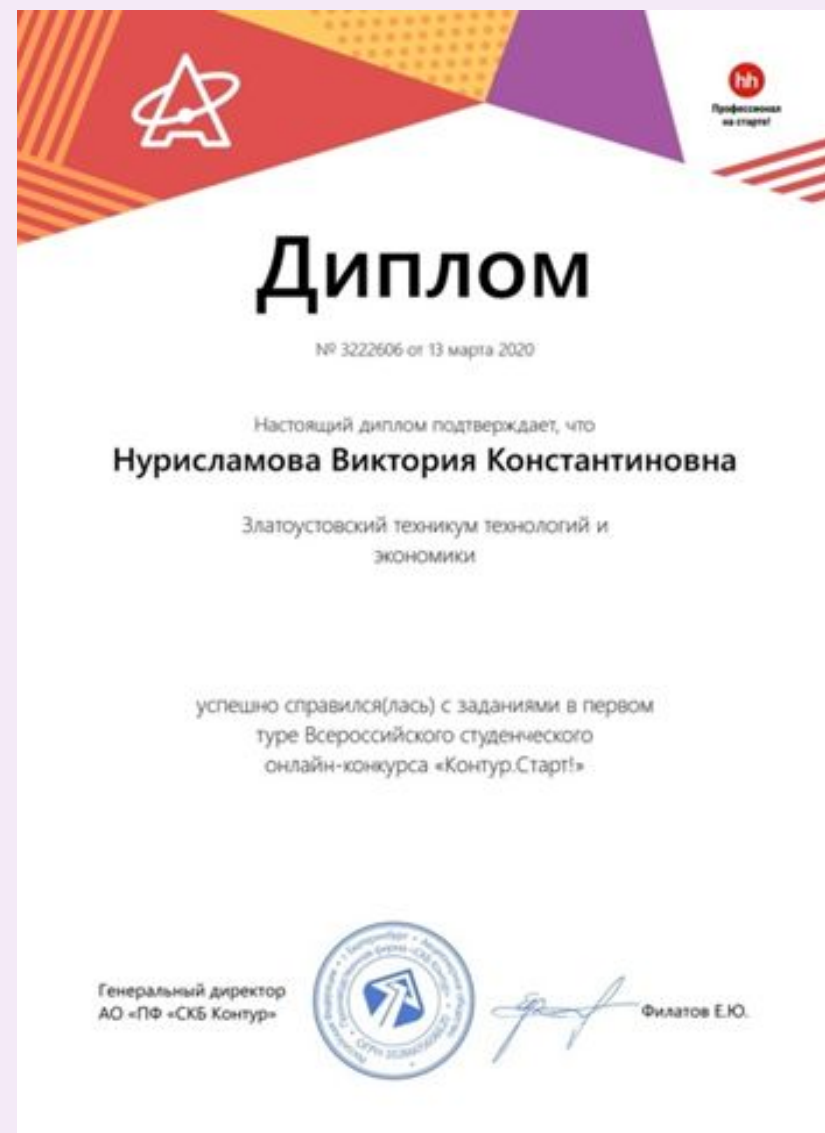 hh
Профессионал
на старте!
Диплом
№ 3222606 от 13 марта 2020
Настоящий диплом подтверждает, что
Нурисламова Виктория Константиновна
Златоустовский техникум технологий и
экономики
успешно справился(лась) с заданиями в первом
туре Всероссийского студенческого
онлайн-конкурса «Контур.Старт!»
Генеральный директор
АО «ПФ «СКБ Контур»
Филатов Е.Ю.